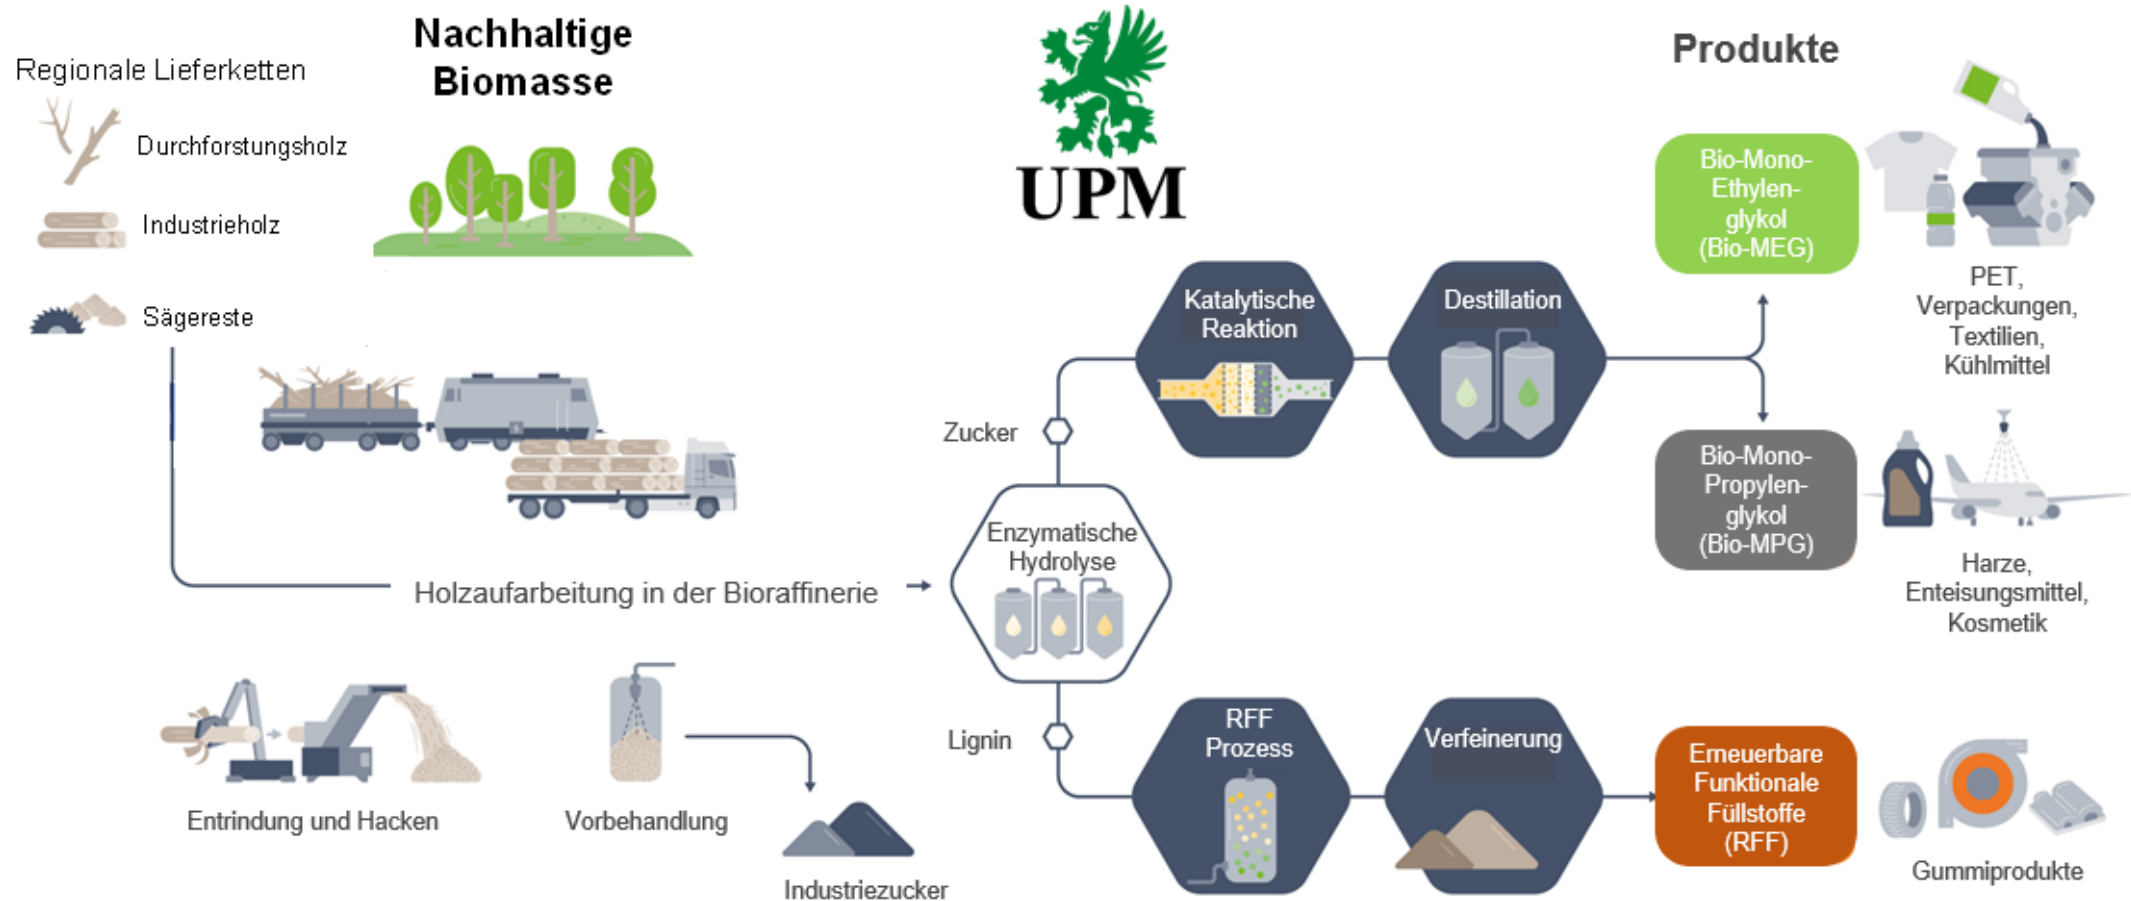 Nachhaltige
Biomasse
Regionale Lieferketten
Durchforstungsholz
Industrieholz
Sägereste
UPM
Produkte
Holzaufarbeitung in der Bioraffinerie
Entrindung und Hacken
Vorbehandlung
Industriezucker
Enzymatische
Hydrolyse
Zucker
Katalytische
Reaktion
Destillation
Bio-Mono-
Ethylen-
glykol
(Bio-MEG)
PET,
Verpackungen,
Textilien,
Kühlmittel
Bio-Mono-
Propylen-
glykol
(Bio-MPG)
Harze,
Enteisungsmittel,
Kosmetik
Lignin
RFF
Prozess
Verfeinerung
Erneuerbare
Funktionale
Füllstoffe
(RFF)
Gummiprodukte